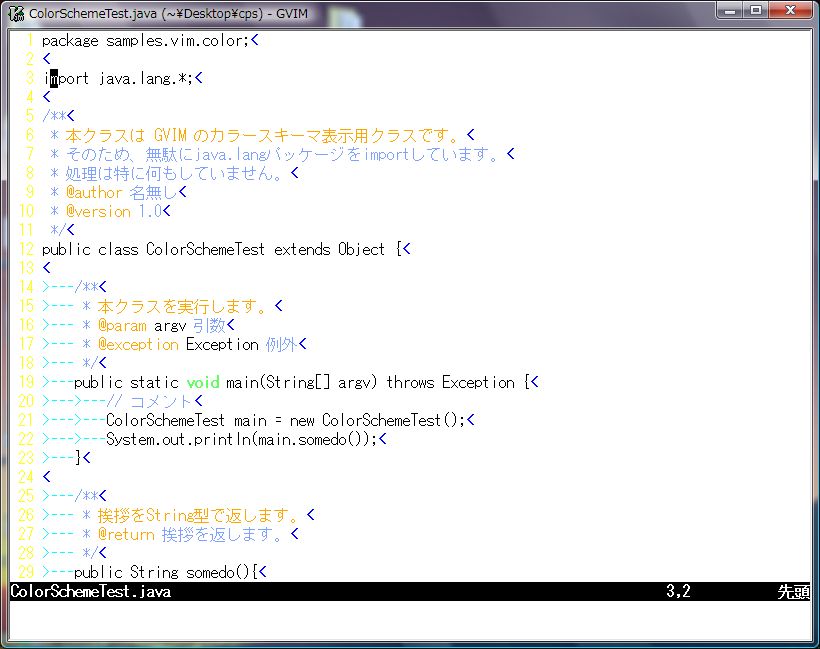 ColorSchemeTest.java (~¥Desktop¥cps) - GVIM
1 package samples.vim.color;<
2 <
3 import java.lang.*;<
4 <
5 /**<
6  * 本クラスは GVIM のカラースキーマ表示用クラスです。<
7  * そのため、無駄にjava.langパッケージをimportしています。<
8  * 処理は特に何もしていません。<
9  * @author 名無し<
10  * @version 1.0<
11  */<
12 public class ColorSchemeTest extends Object {<
13 <
14 >---/**<
15 >--- * 本クラスを実行します。<
16 >--- * @param argv 引数<
17 >--- * @exception Exception 例外<
18 >--- */<
19 >---public static void main(String[] argv) throws Exception {<
20 >--->---// コメント<
21 >--->---ColorSchemeTest main = new ColorSchemeTest();<
22 >--->---System.out.println(main.somedo());<
23 >---}<
24 <
25 >---/**<
26 >--- * 挨拶をString型で返します。<
27 >--- * @return 挨拶を返します。<
28 >--- */<
29 >---public String somedo(){<
ColorSchemeTest.java 3,2 先頭